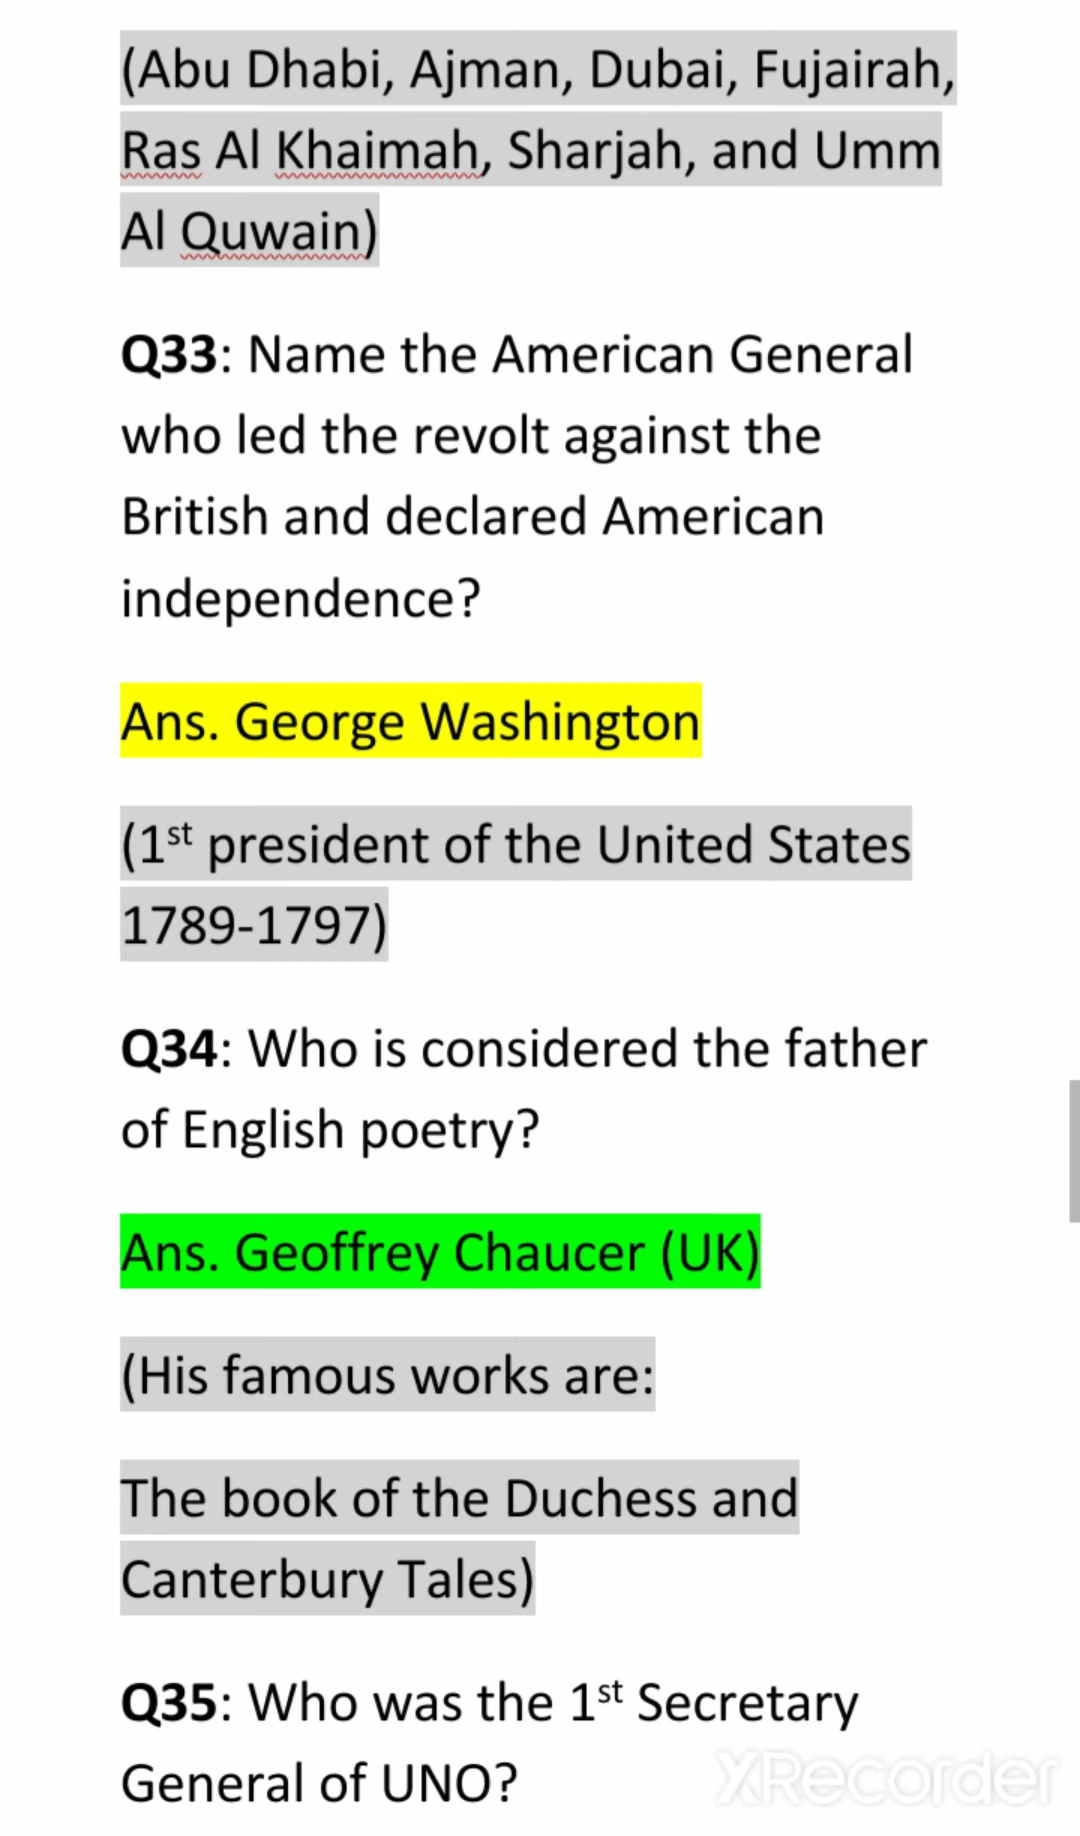 (Abu Dhabi, Ajman, Dubai, Fujairah,
Ras Al Khaimah, Sharjah, and Umm
Al Quwain)
Q33: Name the American General
who led the revolt against the
British and declared American
independence?
Ans. George Washington
(1st president of the United States
1789-1797)
Q34: Who is considered the father
of English poetry?
Ans. Geoffrey Chaucer (UK)
(His famous works are:
The book of the Duchess and
Canterbury Tales)
Q35: Who was the 1st Secretary
General of UNO?
XRecorder